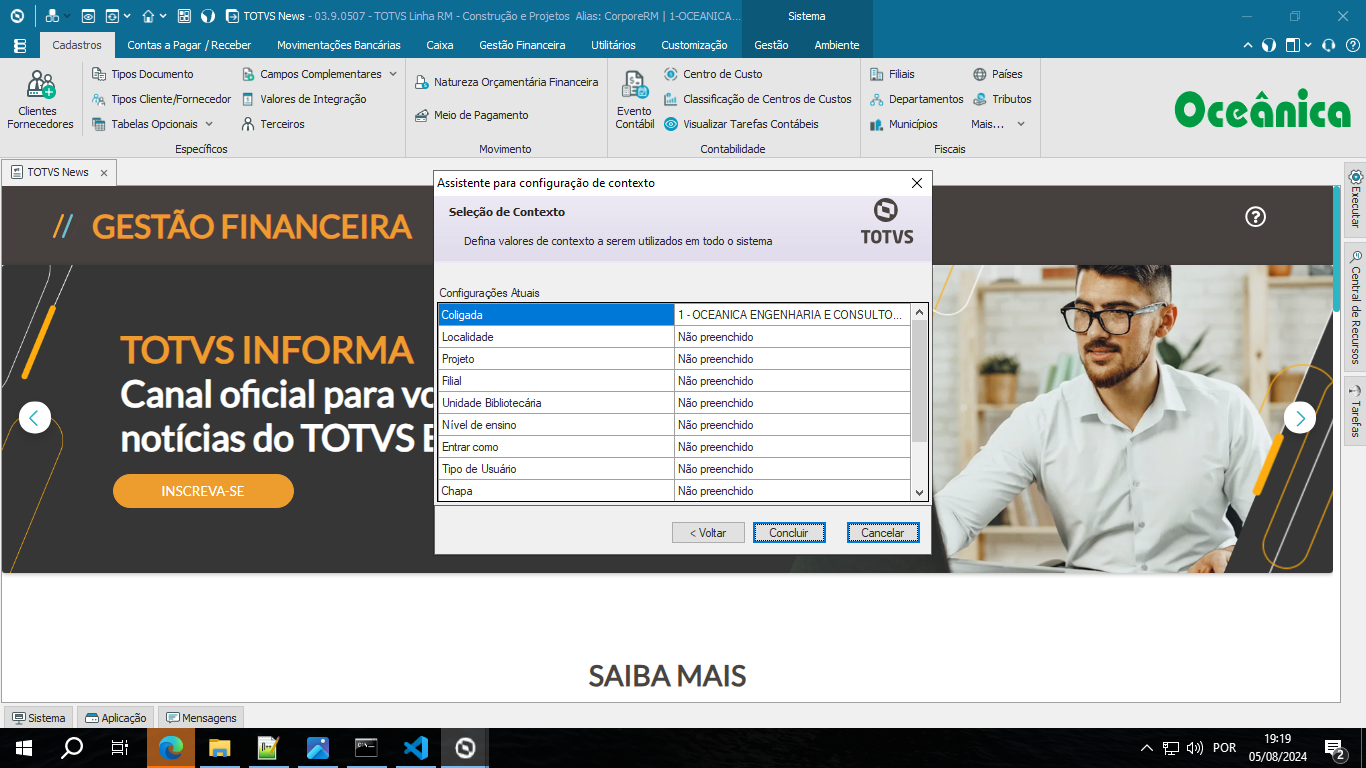 TOTVS News - 03.9.0507 - TOTVS Linha RM - Construção e Projetos Alias: CorporeRM | 1-OCEANICA...
Sistema
Cadastros
Contas a Pagar / Receber
Movimentações Bancárias
Caixa
Gestão Financeira
Utilitários
Customização
Gestão
Ambiente
Clientes
Fornecedores
Tipos Documento
Tipos Cliente/Fornecedor
Tabelas Opcionais
Campos Complementares
Valores de Integração
Terceiros
Específicos
Natureza Orçamentária Financeira
Meio de Pagamento
Movimento
Evento
Contábil
Centro de Custo
Classificação de Centros de Custos
Visualizar Tarefas Contábeis
Contabilidade
Filiais
Departamentos
Municípios
Países
Tributos
Mais...
Fiscais
Oceânica
TOTVS News
GESTÃO FINANCEIRA
TOTVS INFORMA
Canal oficial para vo
notícias do TOTVS E
INSCREVA-SE
Assistente para configuração de contexto
Seleção de Contexto
Defina valores de contexto a serem utilizados em todo o sistema
TOTVS
Configurações Atuais
Coligada 1 - OCEANICA ENGENHARIA E CONSULTO...
Localidade Não preenchido
Projeto Não preenchido
Filial Não preenchido
Unidade Bibliotecária Não preenchido
Nível de ensino Não preenchido
Entrar como Não preenchido
Tipo de Usuário Não preenchido
Chapa Não preenchido
< Voltar
Concluir
Cancelar
Executar
Central de Recursos
Tarefas
SAIBA MAIS
Sistema
Aplicação
Mensagens
POR
19:19
05/08/2024
2